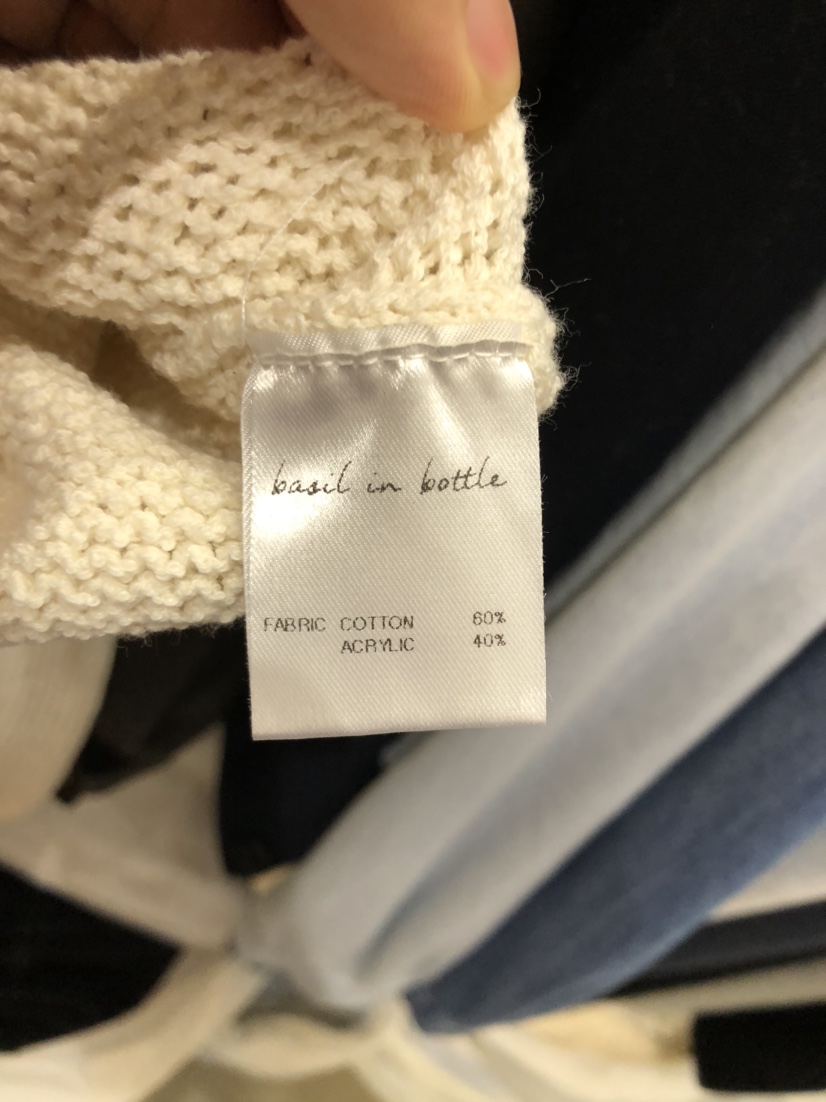 basil in bottle
FABRIC COTTON 60%
ACRYLIC 40%